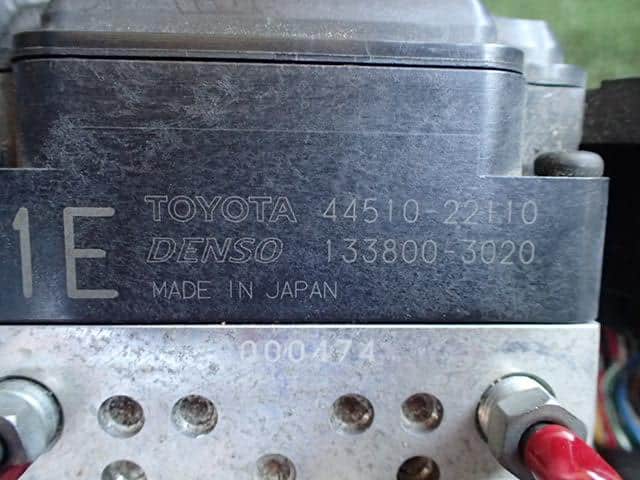 1E
TOYOTA 44510-22110
DENSO 133800-3020
MADE IN JAPAN
000474